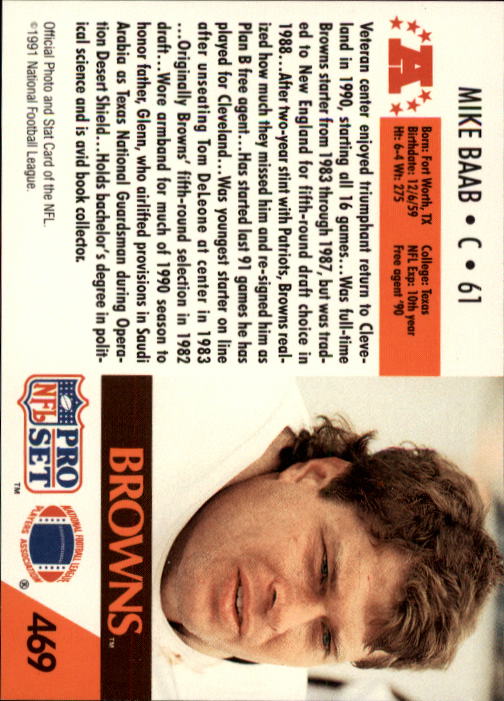 MIKE BAAB • C • 61
A
Born: Fort Worth, TX
Birthdate: 12/6/59
Ht: 6-4 Wt: 275
College: Texas
NFL Exp: 10th year
Free agent '90
Veteran center enjoyed triumphant return to Cleve-
land in 1990, starting all 16 games...Was full-time
Browns starter from 1983 through 1987, but was trad-
ed to New England for fifth-round draft choice in
1988...After two-year stint with Patriots, Browns real-
ized how much they missed him and re-signed him as
Plan B free agent...Has started last 91 games he has
played for Cleveland...Was youngest starter on line
after unseating Tom DeLeone at center in 1983
...Originally Browns' fifth-round selection in 1982
draft...Wore armband for much of 1990 season to
honor father, Glenn, who airlifted provisions in Saudi
Arabia as Texas National Guardsman during Opera-
tion Desert Shield...Holds bachelor's degree in polit-
ical science and is avid book collector.
Official Photo and Stat Card of the NFL.
©1991 National Football League.
BROWNS™
PRO
NFL
SET™
NATIONAL FOOTBALL LEAGUE
PLAYERS ASSOCIATION
®
469